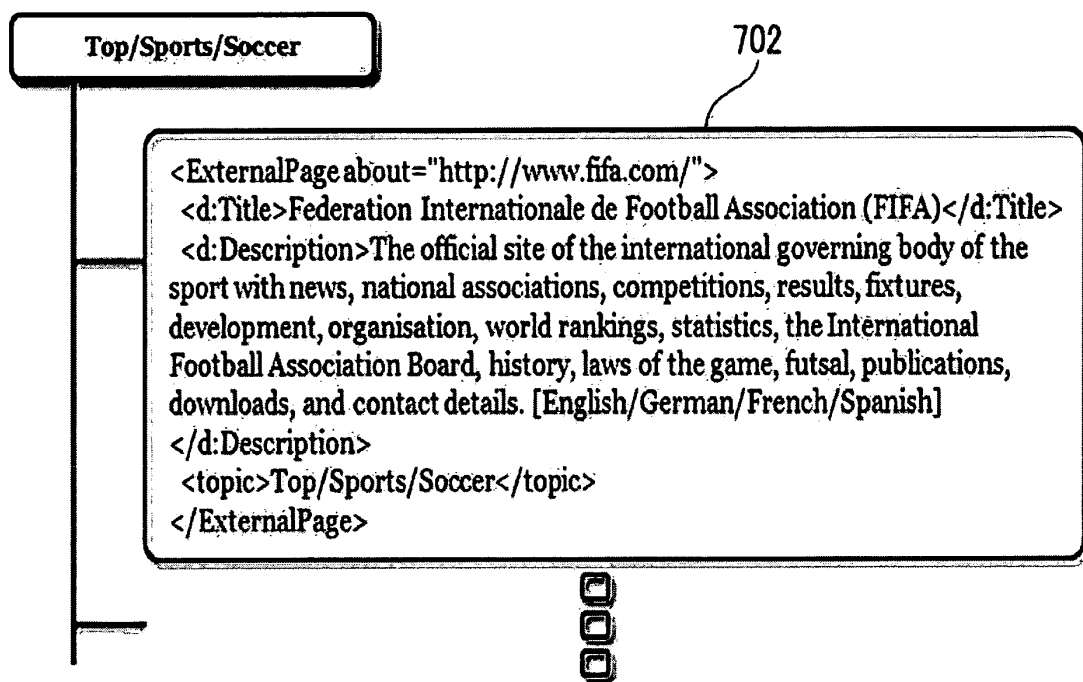 Top/Sports/Soccer
702
<ExternalPage about="http://www.fifa.com/">
<d:Title>Federation Internationale de Football Association (FIFA)</d:Title>
<d:Description>The official site of the international governing body of the
sport with news, national associations, competitions, results, fixtures,
development, organisation, world rankings, statistics, the International
Football Association Board, history, laws of the game, futsal, publications,
downloads, and contact details. [English/German/French/Spanish]
</d:Description>
<topic>Top/Sports/Soccer</topic>
</ExternalPage>